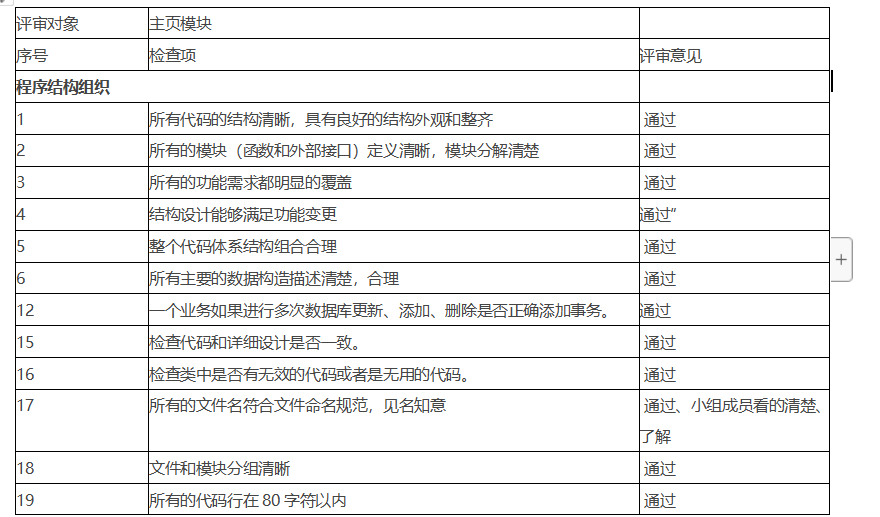 评审对象 主页模块
序号 检查项 评审意见
程序结构组织
1 所有代码的结构清晰，具有良好的结构外观和整齐 通过
2 所有的模块（函数和外部接口）定义清晰，模块分解清楚 通过
3 所有的功能需求都明显的覆盖 通过
4 结构设计能够满足功能变更 通过”
5 整个代码体系结构组合合理 通过
6 所有主要的数据构造描述清楚，合理 通过
12 一个业务如果进行多次数据库更新、添加、删除是否正确添加事务。 通过
15 检查代码和详细设计是否一致。 通过
16 检查类中是否有无效的代码或者是无用的代码。 通过
17 所有的文件名符合文件命名规范，见名知意 通过、小组成员看的清楚、
了解
18 文件和模块分组清晰 通过
19 所有的代码行在 80 字符以内 通过